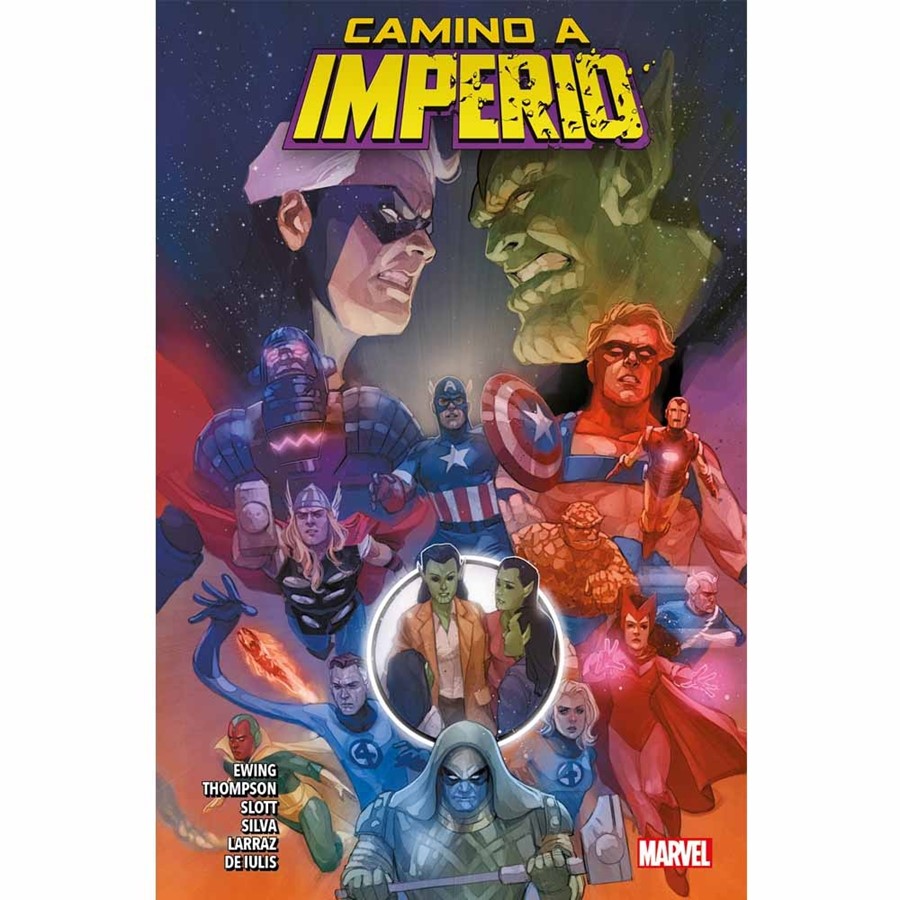 CAMINO A
IMPERIO
EWING
THOMPSON
SLOTT
SILVA
LARRAZ
DE IULIS
MARVEL